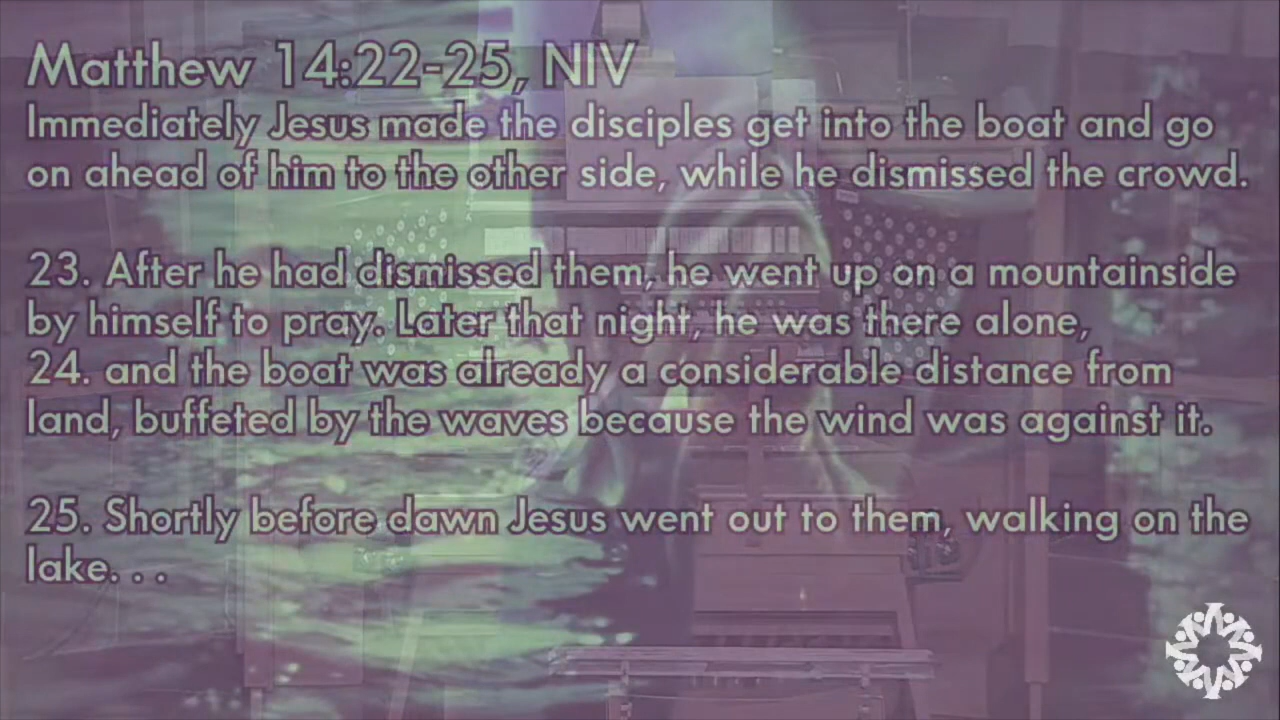 Matthew 14:22-25, NIV
Immediately Jesus made the disciples get into the boat and go
on ahead of him to the other side, while he dismissed the crowd.
23. After he had dismissed them, he went up on a mountainside
by himself to pray. Later that night, he was there alone,
24. and the boat was already a considerable distance from
land, buffeted by the waves because the wind was against it.
25. Shortly before dawn Jesus went out to them, walking on the
lake. . .